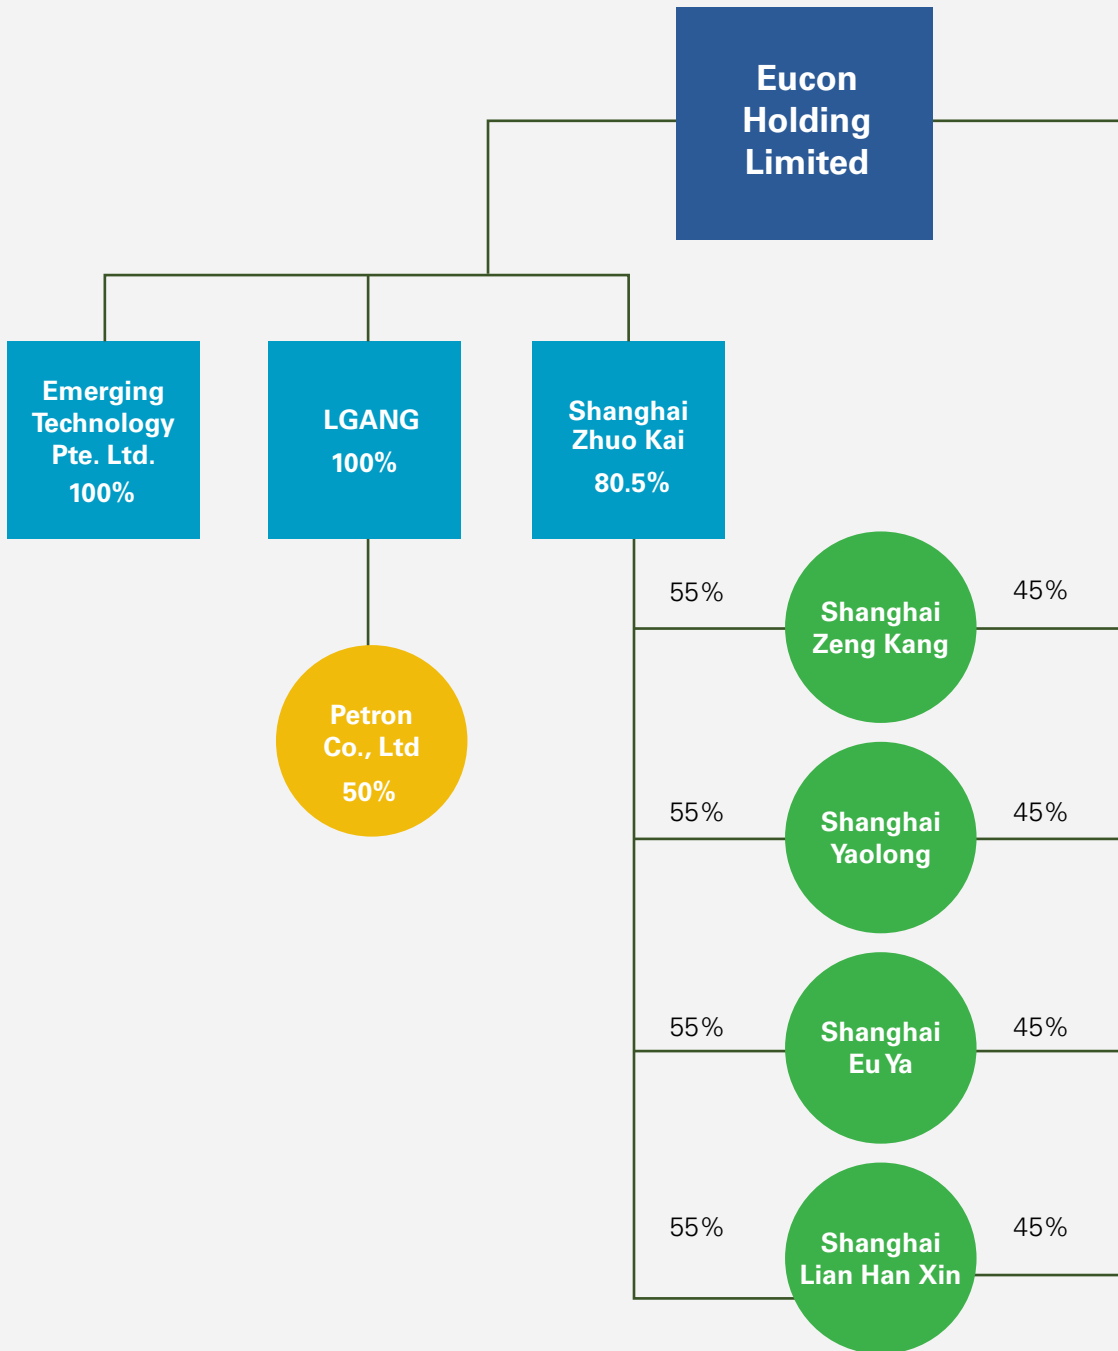 Eucon
Holding
Limited
Emerging
Technology
Pte. Ltd.
100%
LGANG
100%
Shanghai
Zhuo Kai
80.5%
Petron
Co., Ltd
50%
55%
Shanghai
Zeng Kang
45%
55%
Shanghai
Yaolong
45%
55%
Shanghai
Eu Ya
45%
55%
Shanghai
Lian Han Xin
45%